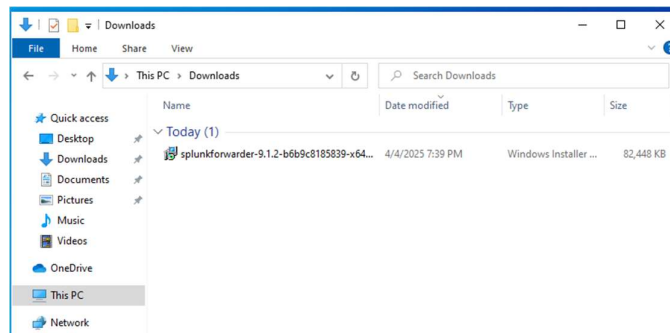 Downloads
File Home Share View
This PC > Downloads
Search Downloads
Name Date modified Type Size
Today (1)
splunkforwarder-9.1.2-b6b9c8185839-x64... 4/4/2025 7:39 PM Windows Installer ... 82,448 KB
Quick access
Desktop
Downloads
Documents
Pictures
Music
Videos
OneDrive
This PC
Network